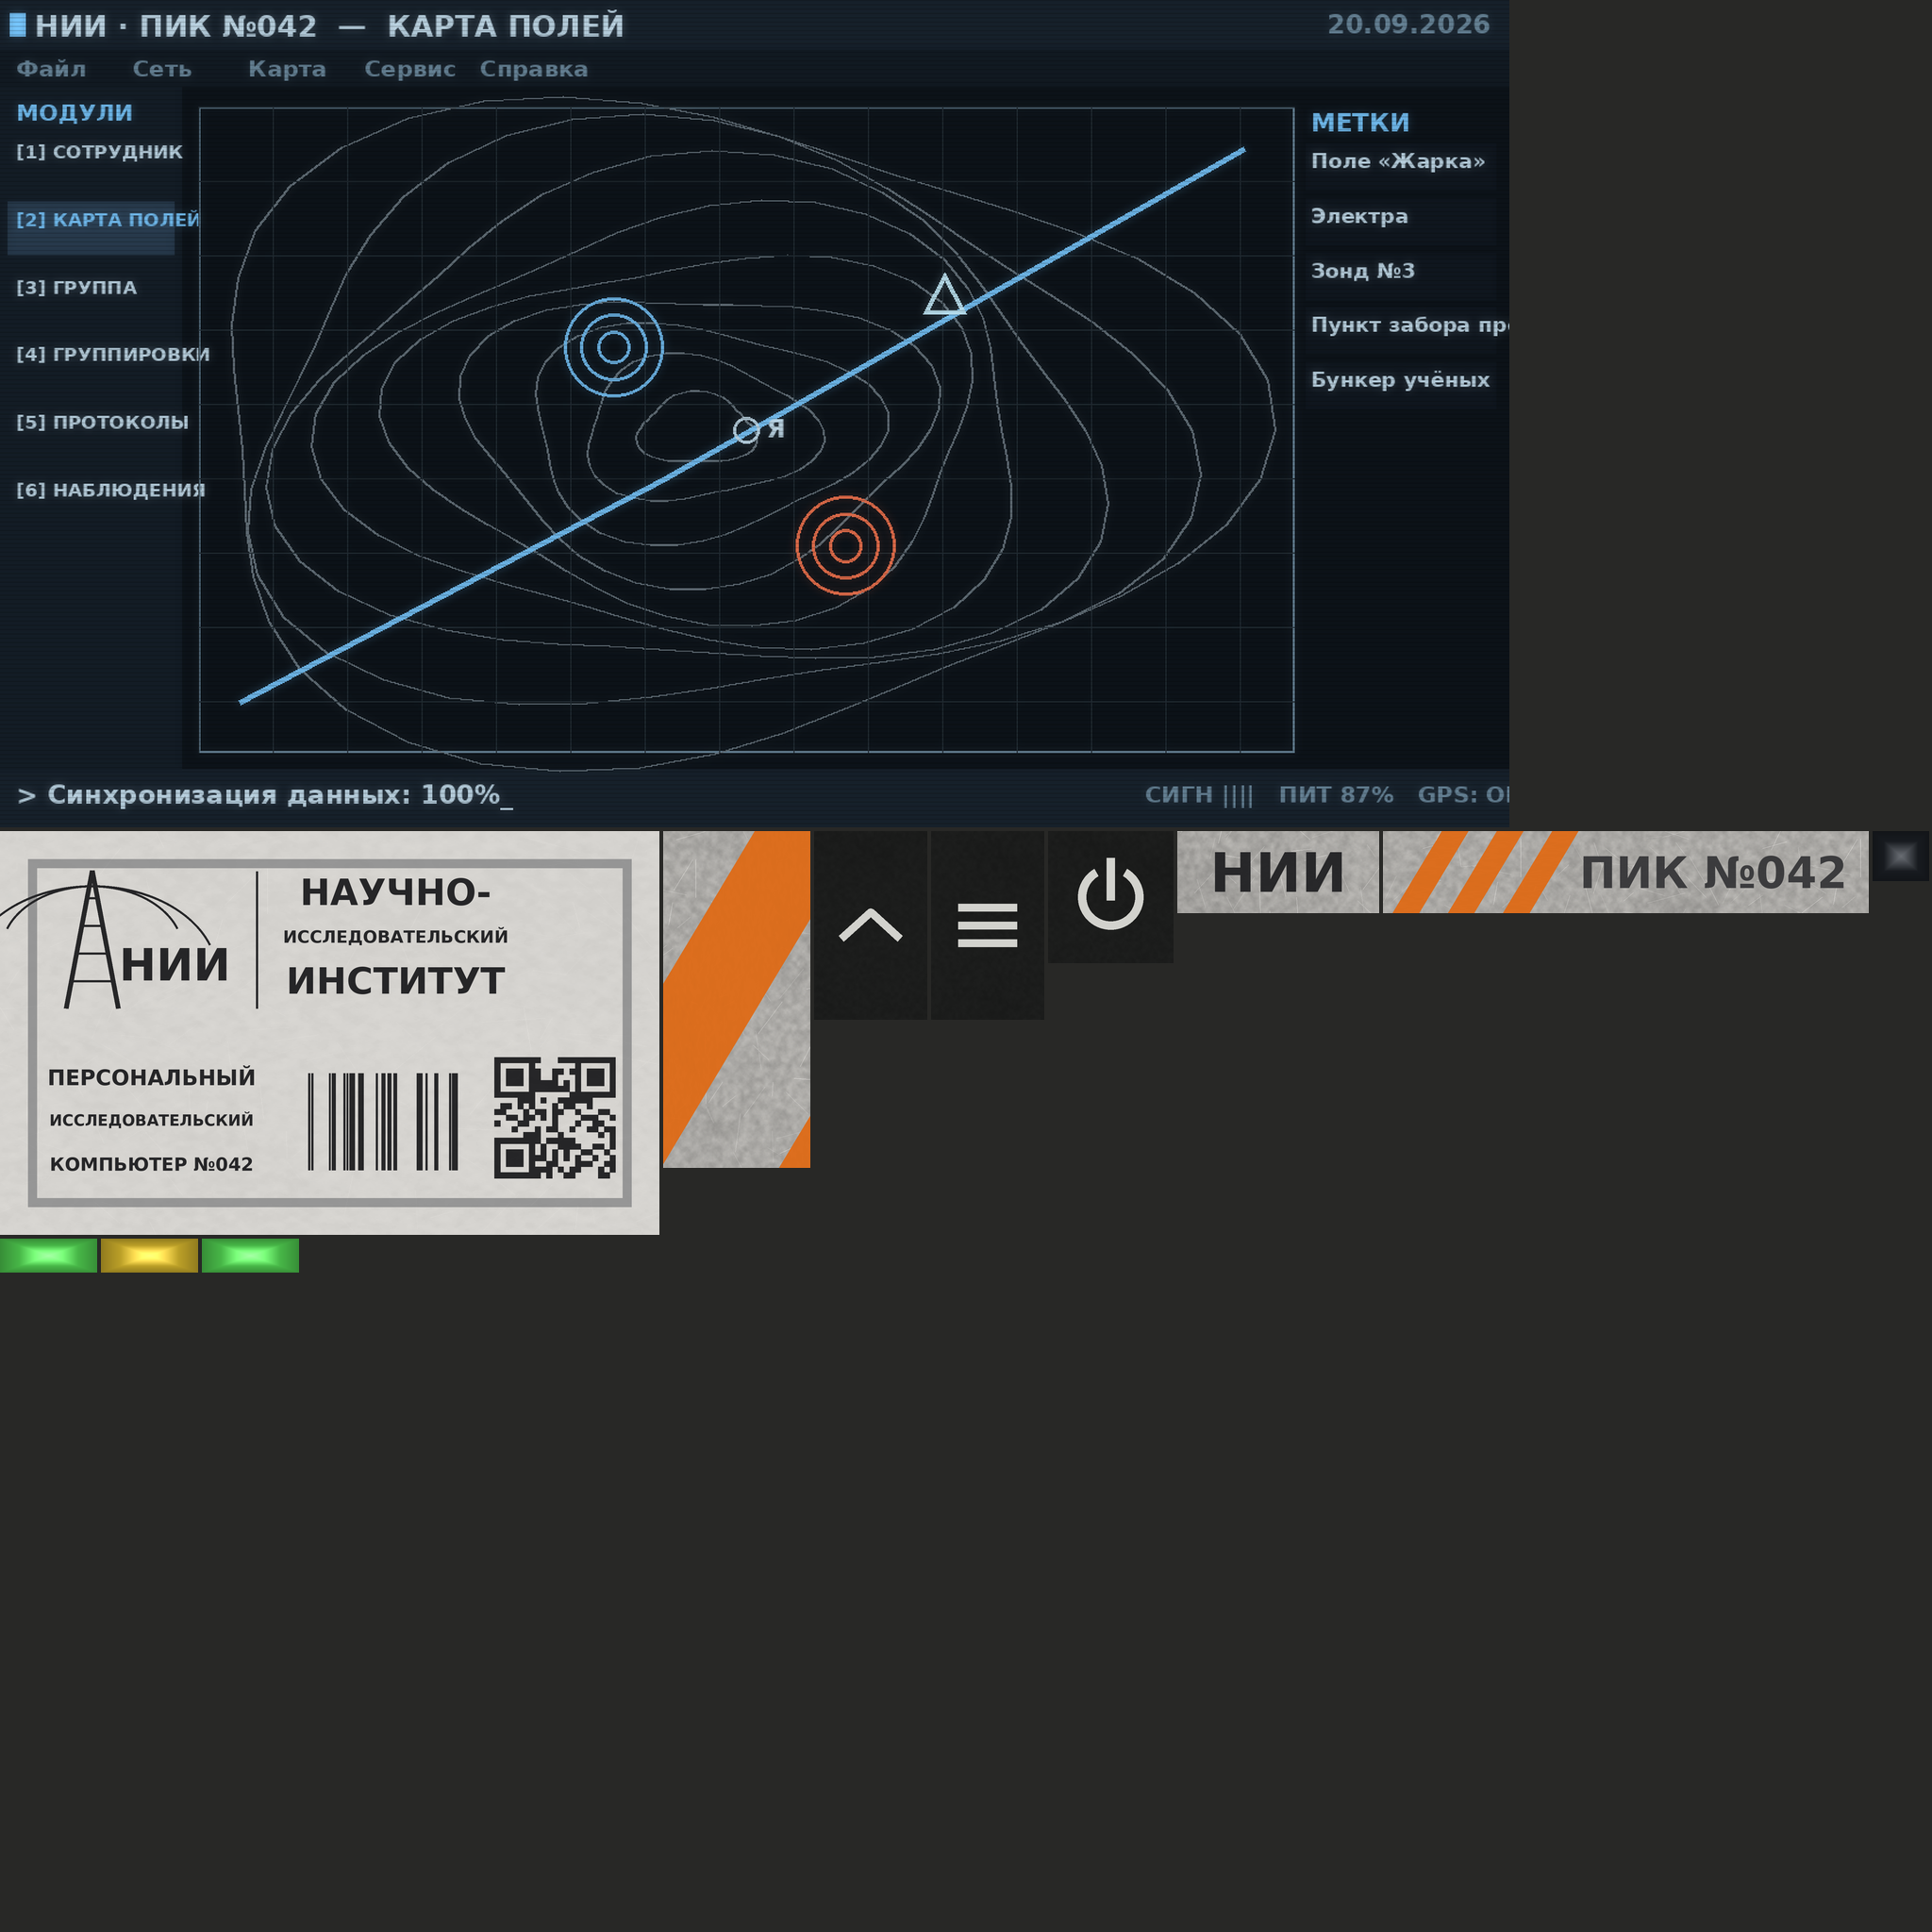 НИИ · ПИК №042 — КАРТА ПОЛЕЙ
20.09.2026
Файл Сеть Карта Сервис Справка
МОДУЛИ
[1] СОТРУДНИК
[2] КАРТА ПОЛЕЙ
[3] ГРУППА
[4] ГРУППИРОВКИ
[5] ПРОТОКОЛЫ
[6] НАБЛЮДЕНИЯ
Я
МЕТКИ
Поле «Жарка»
Электра
Зонд №3
Пункт забора
Бункер учёных
> Синхронизация данных: 100%_
СИГН |||| ПИТ 87% GPS:
НИИ
НАУЧНО-
ИССЛЕДОВАТЕЛЬСКИЙ
ИНСТИТУТ
ПЕРСОНАЛЬНЫЙ
ИССЛЕДОВАТЕЛЬСКИЙ
КОМПЬЮТЕР №042
НИИ
ПИК №042